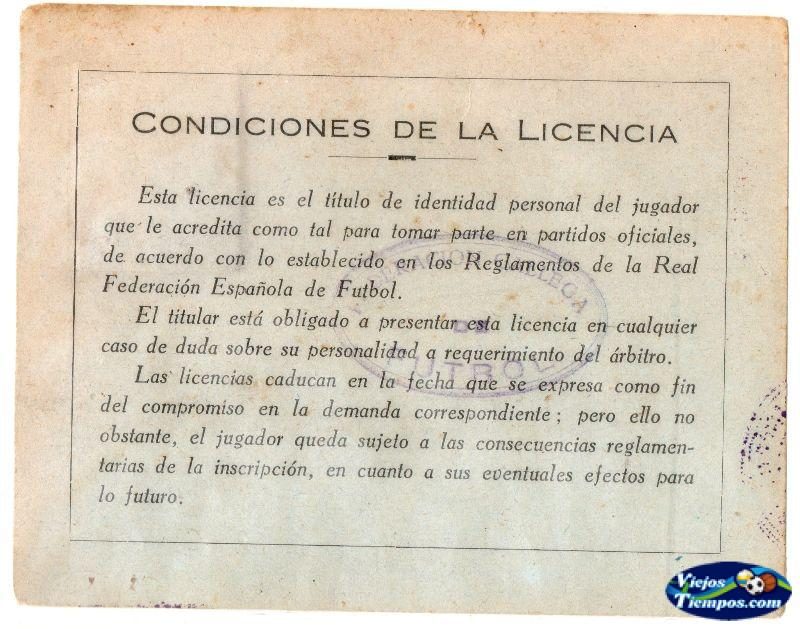 CONDICIONES DE LA LICENCIA
Esta licencia es el título de identidad personal del jugador
que le acredita como tal para tomar parte en partidos oficiales,
de acuerdo con lo establecido en los Reglamentos de la Real
Federación Española de Futbol.
El titular está obligado a presentar esta licencia en cualquier
caso de duda sobre su personalidad a requerimiento del árbitro.
Las licencias caducan en la fecha que se expresa como fin
del compromiso en la demanda correspondiente; pero ello no
obstante, el jugador queda sujeto a las consecuencias reglamen-
tarias de la inscripción, en cuanto a sus eventuales efectos para
lo futuro.
FEDERACION GALLEGA
DE
FUTBOL
Viejos
Tiempos.com